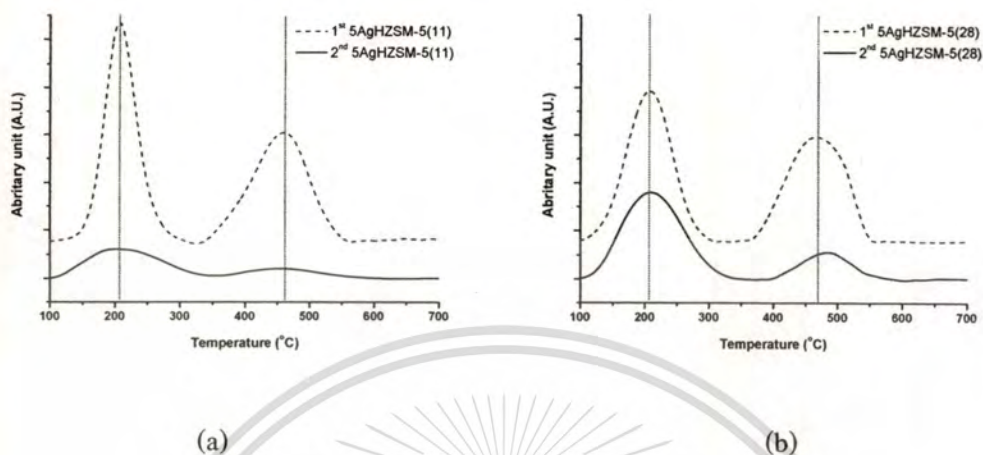 1st 5AgHZSM-5(11)
2nd 5AgHZSM-5(11)
Abritary unit (A.U.)
100 200 300 400 500 600 700
Temperature (°C)
(a)
1st 5AgHZSM-5(28)
2nd 5AgHZSM-5(28)
Abritary unit (A.U.)
100 200 300 400 500 600 700
Temperature (°C)
(b)